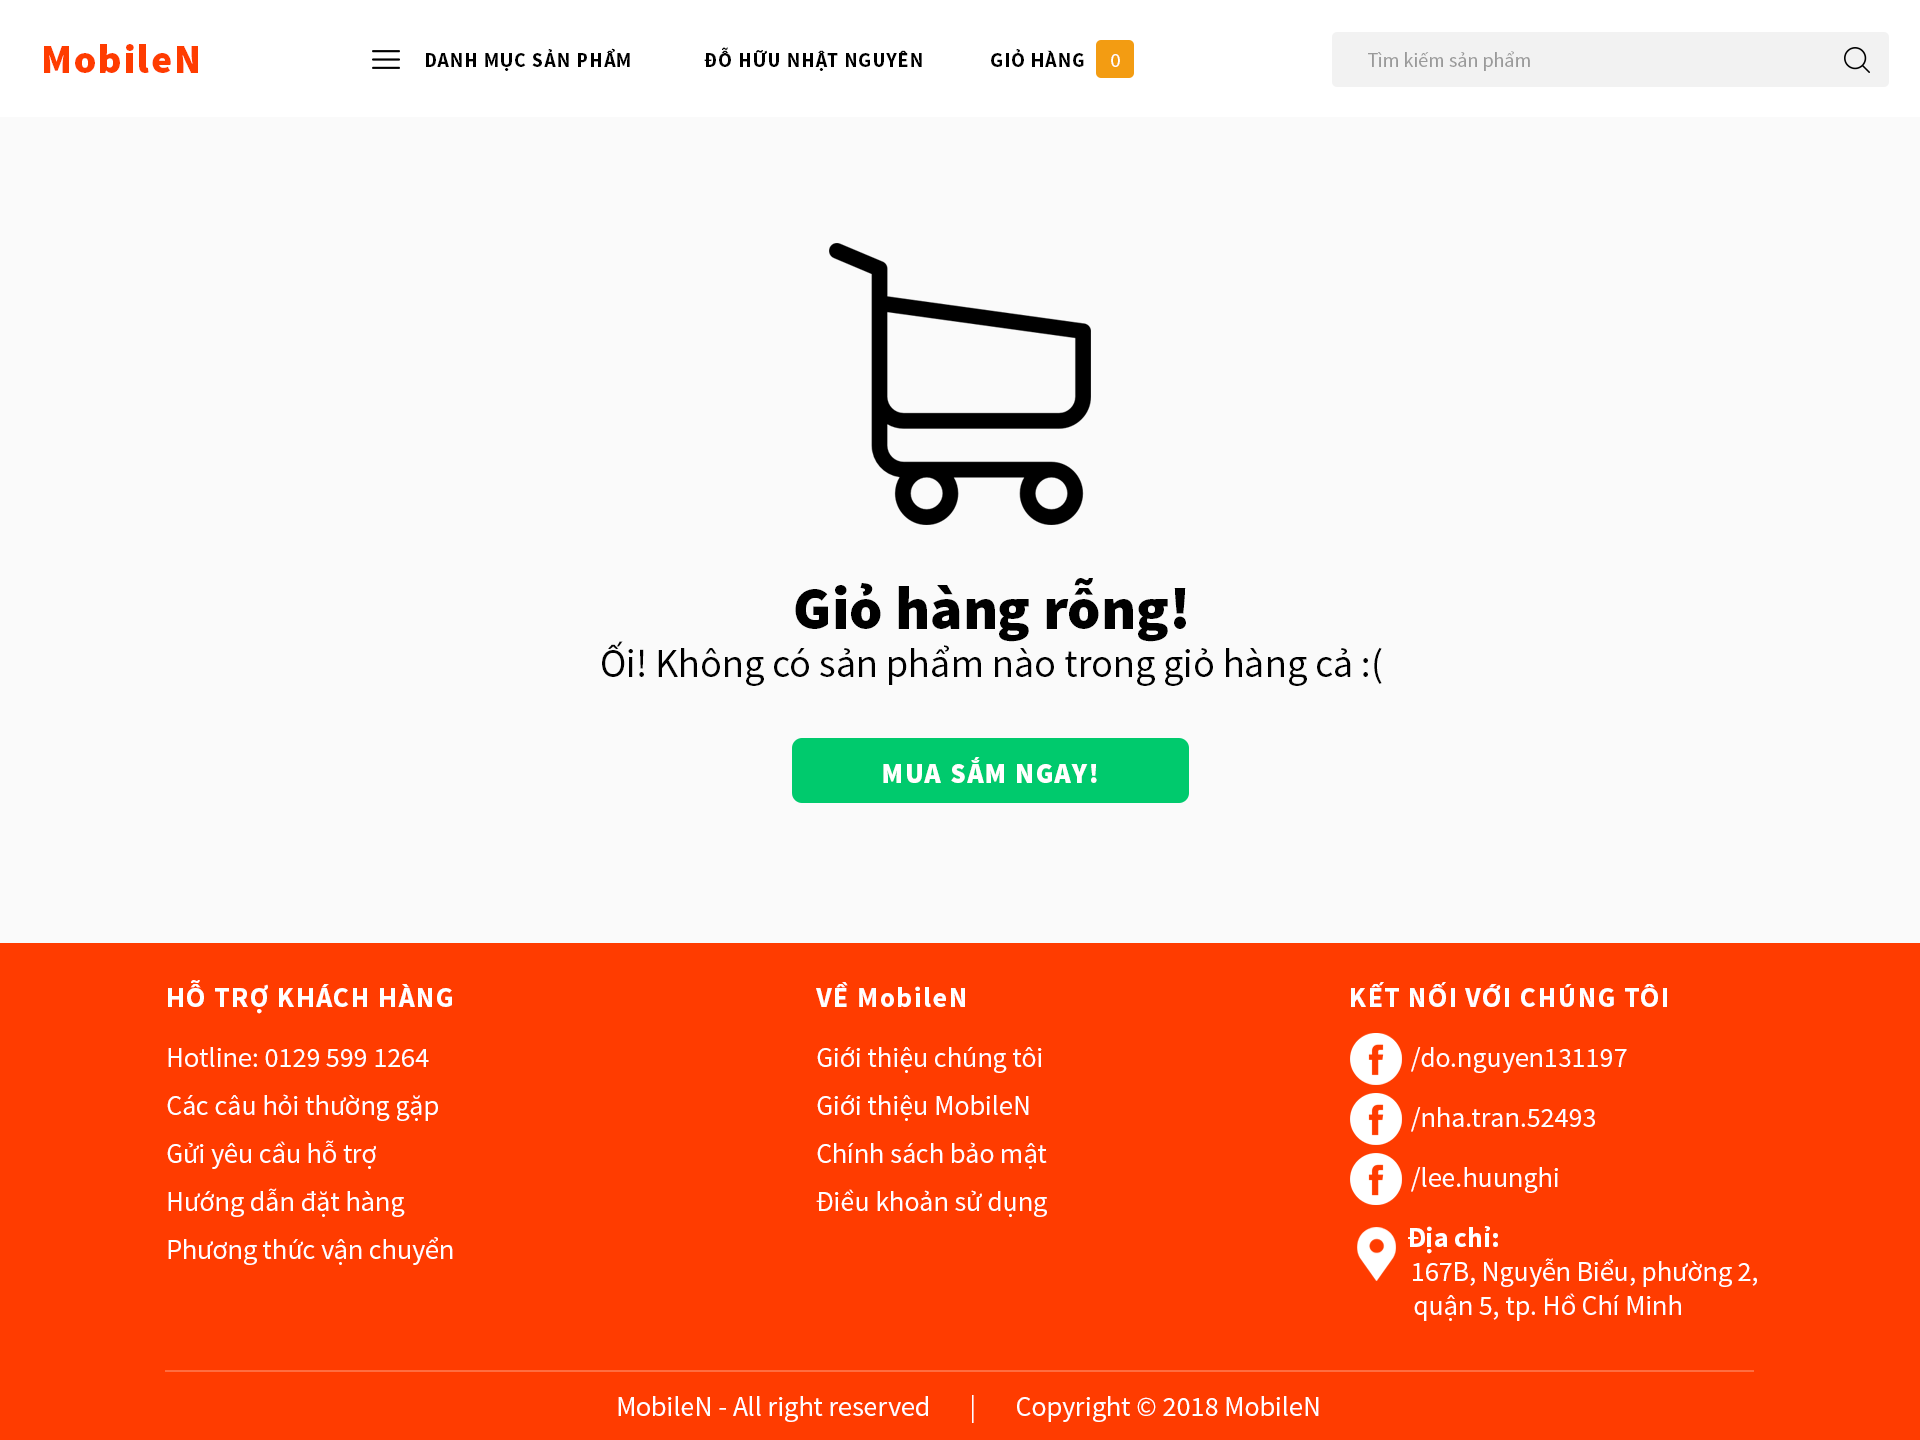 MobileN
DANH MỤC SẢN PHẨM
ĐỖ HỮU NHẬT NGUYÊN
GIỎ HÀNG 0
Tìm kiếm sản phẩm
Giỏ hàng rỗng!
Ối! Không có sản phẩm nào trong giỏ hàng cả :(
MUA SẮM NGAY!
HỖ TRỢ KHÁCH HÀNG
Hotline: 0129 599 1264
Các câu hỏi thường gặp
Gửi yêu cầu hỗ trợ
Hướng dẫn đặt hàng
Phương thức vận chuyển
VỀ MobileN
Giới thiệu chúng tôi
Giới thiệu MobileN
Chính sách bảo mật
Điều khoản sử dụng
KẾT NỐI VỚI CHÚNG TÔI
/do.nguyen131197
/nha.tran.52493
/lee.huunghi
Địa chỉ:
167B, Nguyễn Biểu, phường 2,
quận 5, tp. Hồ Chí Minh
MobileN - All right reserved | Copyright © 2018 MobileN